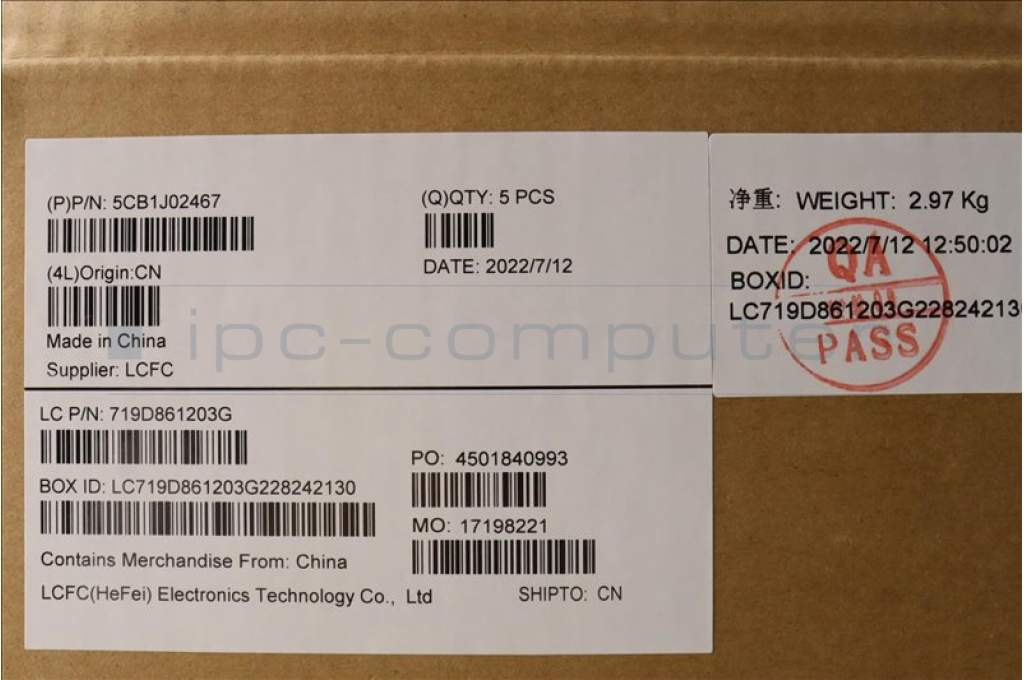 (P)P/N: 5CB1J02467
(Q)QTY: 5 PCS
DATE: 2022/7/12
(4L)Origin:CN
Made in China
Supplier: LCFC
净重: WEIGHT: 2.97 Kg
DATE: 2022/7/12 12:50:02
BOXID:
LC719D861203G22824213
QA
PASS
ipc-computer
LC P/N: 719D861203G
BOX ID: LC719D861203G228242130
PO: 4501840993
MO: 17198221
Contains Merchandise From: China
LCFC(HeFei) Electronics Technology Co., Ltd
SHIPTO: CN